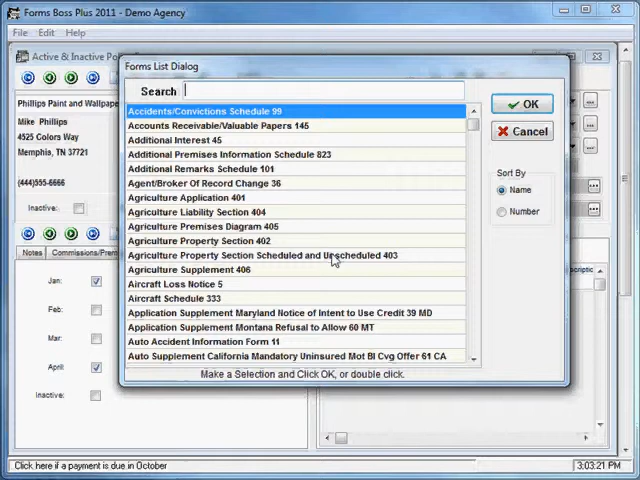 Forms Boss Plus 2011 - Demo Agency
File Edit Help
Active & Inactive
Forms List Dialog
Phillips Paint and Wallpape
Mike Phillips
4525 Colors Way
Memphis, TN 37721
(444)555-6666
Inactive:
Notes Commissions/Prem
Jan:
Feb:
Mar:
April:
Inactive:
Search
Accidents/Convictions Schedule 99
Accounts Receivable/Valuable Papers 145
Additional Interest 45
Additional Premises Information Schedule 823
Additional Remarks Schedule 101
Agent/Broker Of Record Change 36
Agriculture Application 401
Agriculture Liability Section 404
Agriculture Premises Diagram 405
Agriculture Property Section 402
Agriculture Property Section Scheduled and Unscheduled 403
Agriculture Supplement 406
Aircraft Loss Notice 5
Aircraft Schedule 333
Application Supplement Maryland Notice of Intent to Use Credit 39 MD
Application Supplement Montana Refusal to Allow 60 MT
Auto Accident Information Form 11
Auto Supplement California Mandatory Uninsured Mot BI Cvg Offer 61 CA
Make a Selection and Click OK, or double click.
OK
Cancel
Sort By
Name
Number
Click here if a payment is due in October
3:03:21 PM